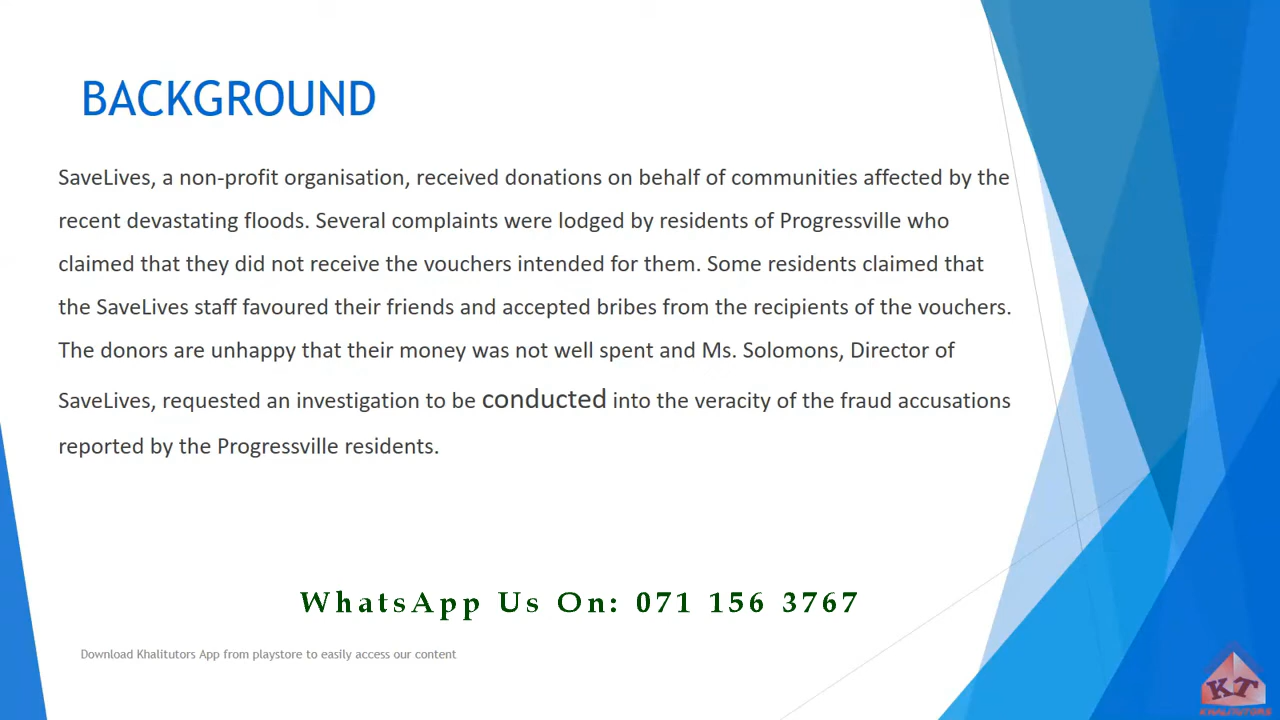 BACKGROUND
SaveLives, a non-profit organisation, received donations on behalf of communities affected by the
recent devastating floods. Several complaints were lodged by residents of Progressville who
claimed that they did not receive the vouchers intended for them. Some residents claimed that
the SaveLives staff favoured their friends and accepted bribes from the recipients of the vouchers.
The donors are unhappy that their money was not well spent and Ms. Solomons, Director of
SaveLives, requested an investigation to be conducted into the veracity of the fraud accusations
reported by the Progressville residents.
WhatsApp Us On: 071 156 3767
Download Khalitutors App from playstore to easily access our content
KT
KHALITUTORS